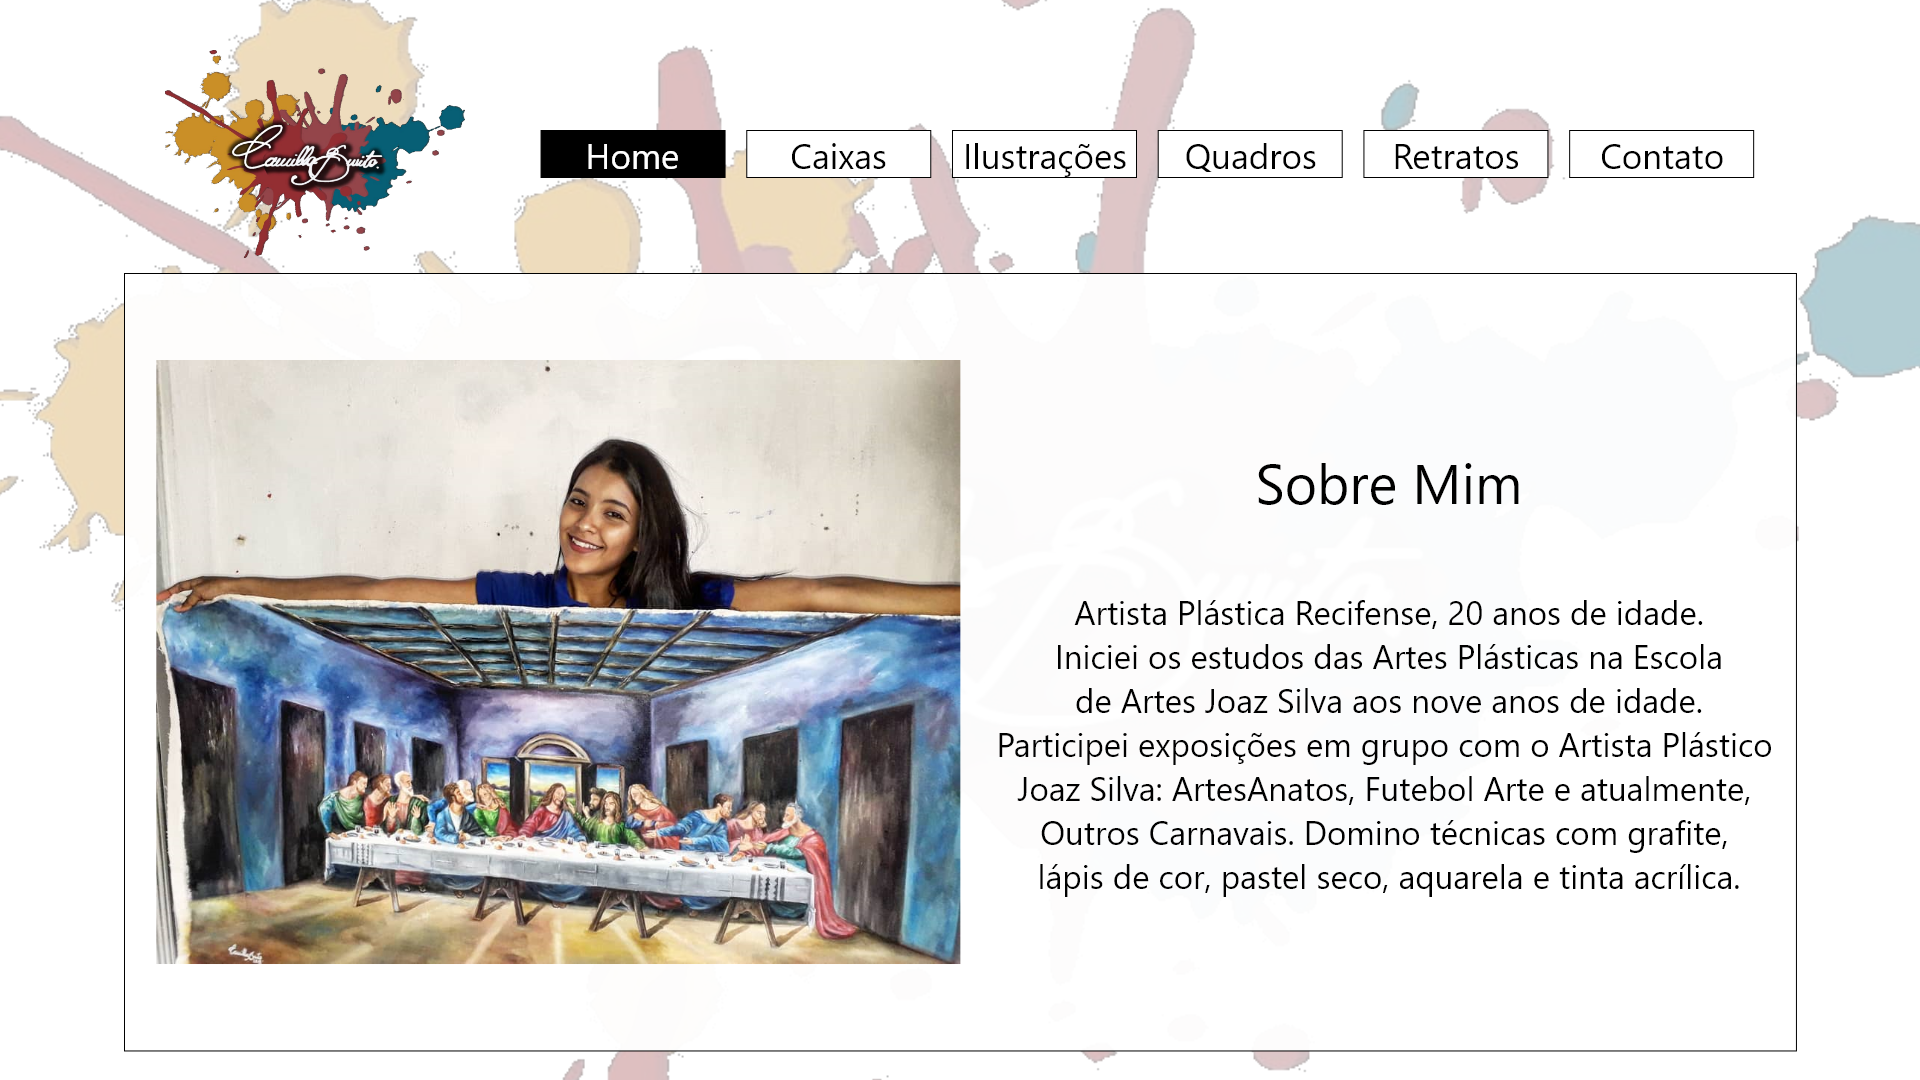 Camilla Brito
Home
Caixas
Ilustrações
Quadros
Retratos
Contato
Sobre Mim
Artista Plástica Recifense, 20 anos de idade.
Iniciei os estudos das Artes Plásticas na Escola
de Artes Joaz Silva aos nove anos de idade.
Participei exposições em grupo com o Artista Plástico
Joaz Silva: ArtesAnatos, Futebol Arte e atualmente,
Outros Carnavais. Domino técnicas com grafite,
lápis de cor, pastel seco, aquarela e tinta acrílica.